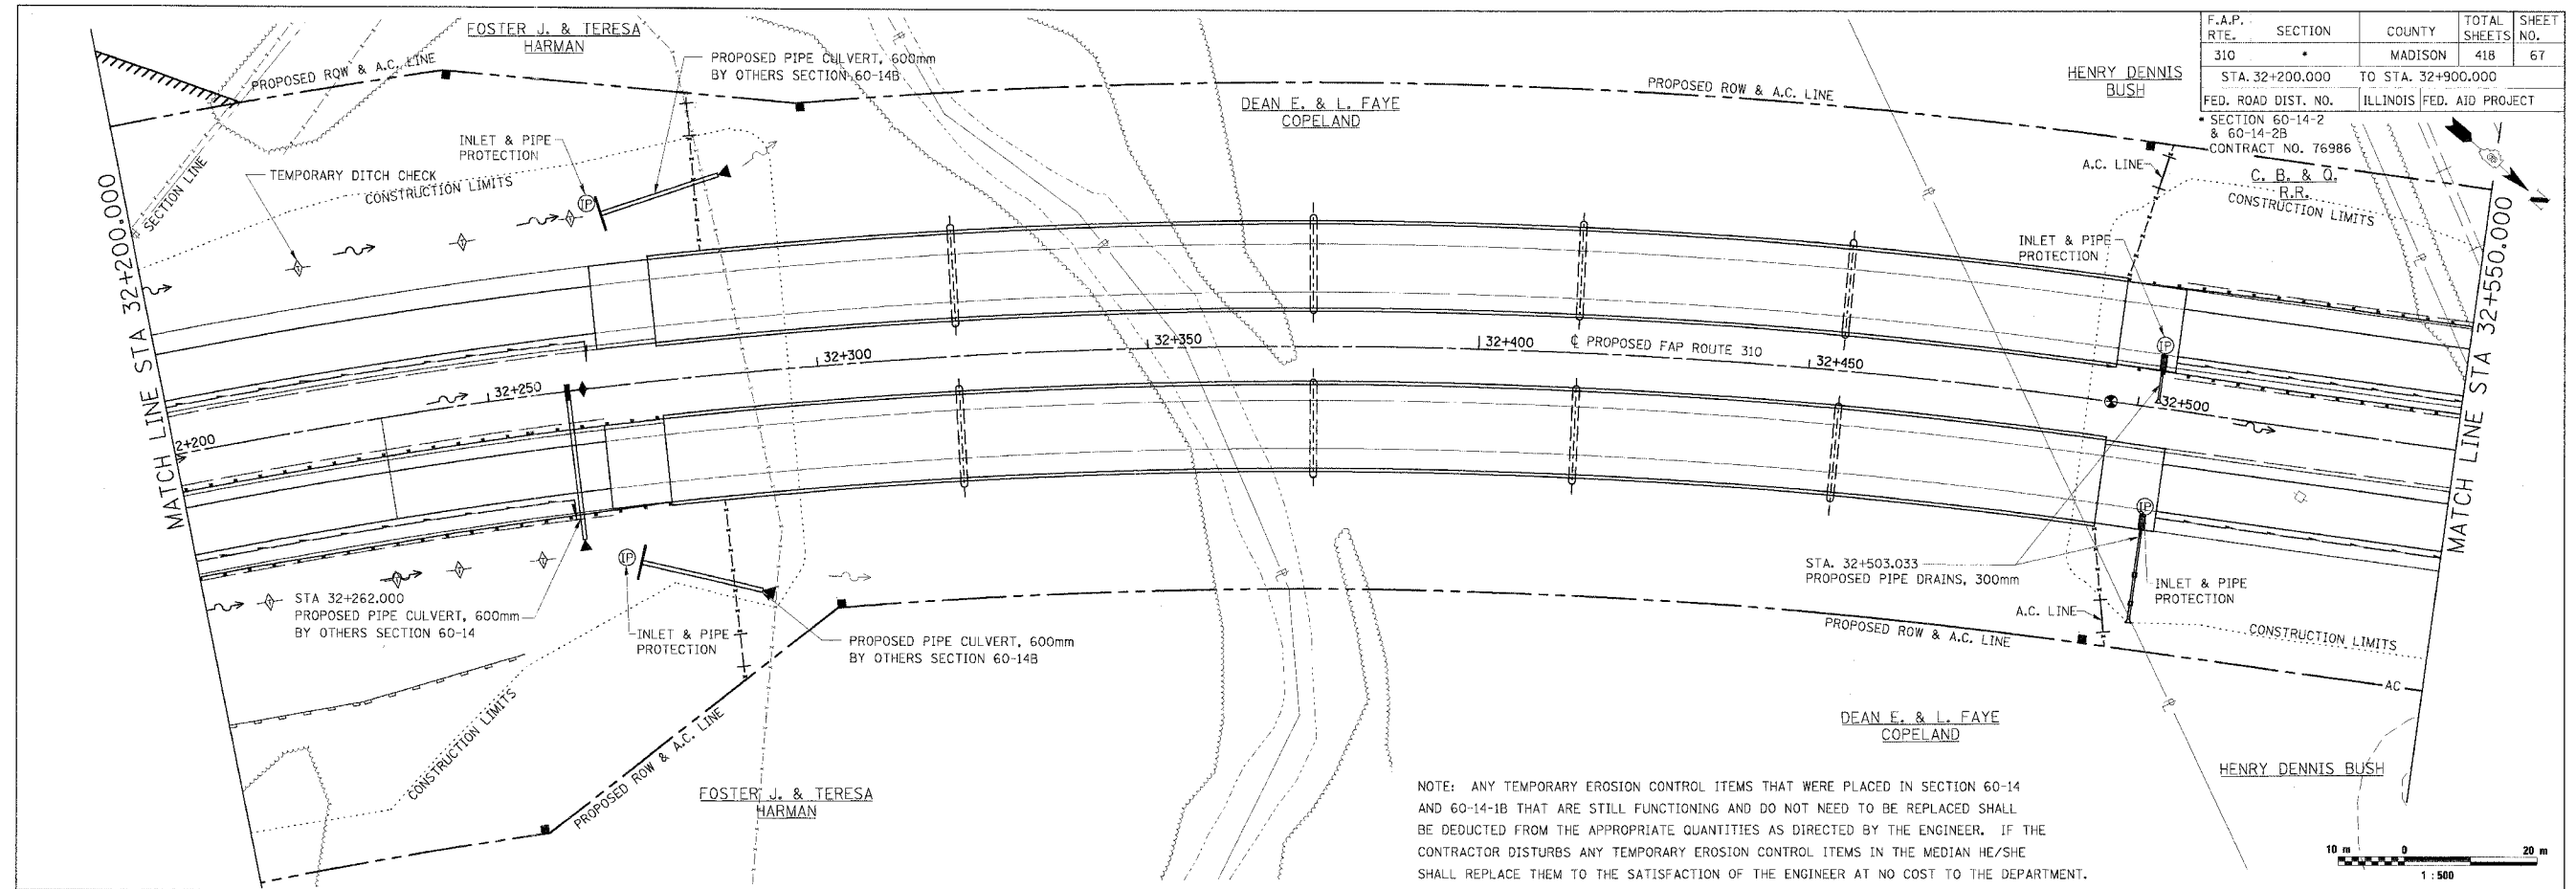 FOSTER J. & TERESA
HARMAN
PROPOSED ROW & A.C. LINE
PROPOSED PIPE CULVERT, 600mm
BY OTHERS SECTION 60-14B
INLET & PIPE
PROTECTION
IP
TEMPORARY DITCH CHECK
CONSTRUCTION LIMITS
SECTION LINE
MATCH LINE STA 32+200.000
DEAN E. & L. FAYE
COPELAND
PROPOSED ROW & A.C. LINE
HENRY DENNIS
BUSH
F.A.P. RTE.
SECTION
COUNTY
TOTAL SHEETS
SHEET NO.
310
*
MADISON
418
67
STA. 32+200.000 TO STA. 32+900.000
FED. ROAD DIST. NO. ILLINOIS FED. AID PROJECT
* SECTION 60-14-2
& 60-14-2B
CONTRACT NO. 76986
A.C. LINE
C. B. & Q.
R.R.
CONSTRUCTION LIMITS
N
INLET & PIPE
PROTECTION
IP
MATCH LINE STA 32+550.000
2+200
32+250
32+300
32+350
32+400
℄ PROPOSED FAP ROUTE 310
32+450
32+500
STA 32+262.000
PROPOSED PIPE CULVERT, 600mm
BY OTHERS SECTION 60-14
IP
INLET & PIPE
PROTECTION
PROPOSED PIPE CULVERT, 600mm
BY OTHERS SECTION 60-14B
CONSTRUCTION LIMITS
PROPOSED ROW & A.C. LINE
FOSTER J. & TERESA
HARMAN
STA. 32+503.033
PROPOSED PIPE DRAINS, 300mm
IP
INLET & PIPE
PROTECTION
A.C. LINE
PROPOSED ROW & A.C. LINE
CONSTRUCTION LIMITS
AC
DEAN E. & L. FAYE
COPELAND
HENRY DENNIS BUSH
NOTE: ANY TEMPORARY EROSION CONTROL ITEMS THAT WERE PLACED IN SECTION 60-14
AND 60-14-1B THAT ARE STILL FUNCTIONING AND DO NOT NEED TO BE REPLACED SHALL
BE DEDUCTED FROM THE APPROPRIATE QUANTITIES AS DIRECTED BY THE ENGINEER. IF THE
CONTRACTOR DISTURBS ANY TEMPORARY EROSION CONTROL ITEMS IN THE MEDIAN HE/SHE
SHALL REPLACE THEM TO THE SATISFACTION OF THE ENGINEER AT NO COST TO THE DEPARTMENT.
10 m 0 20 m
1 : 500